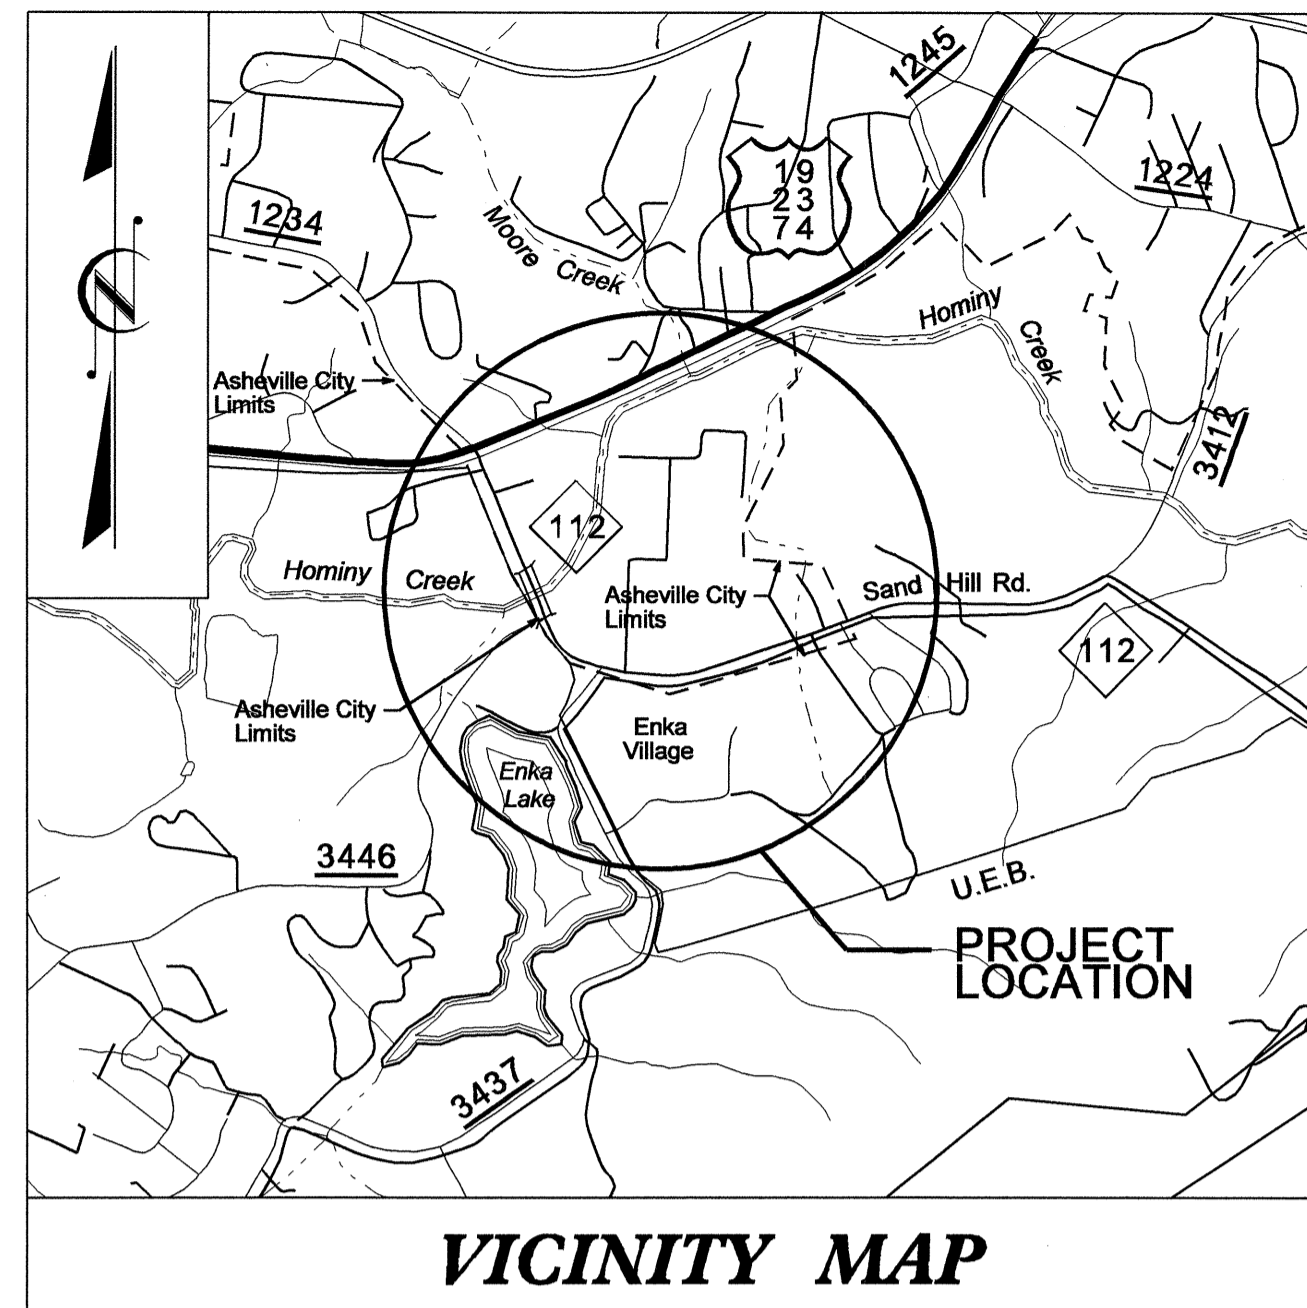 1245
19
23
74
1224
1234
Moore Creek
Hominy
Creek
Asheville City
Limits
3412
112
Hominy Creek
Asheville City
Limits
Sand Hill Rd.
112
Asheville City
Limits
Enka
Village
Enka
Lake
3446
U.E.B.
PROJECT
LOCATION
3437
N
VICINITY MAP